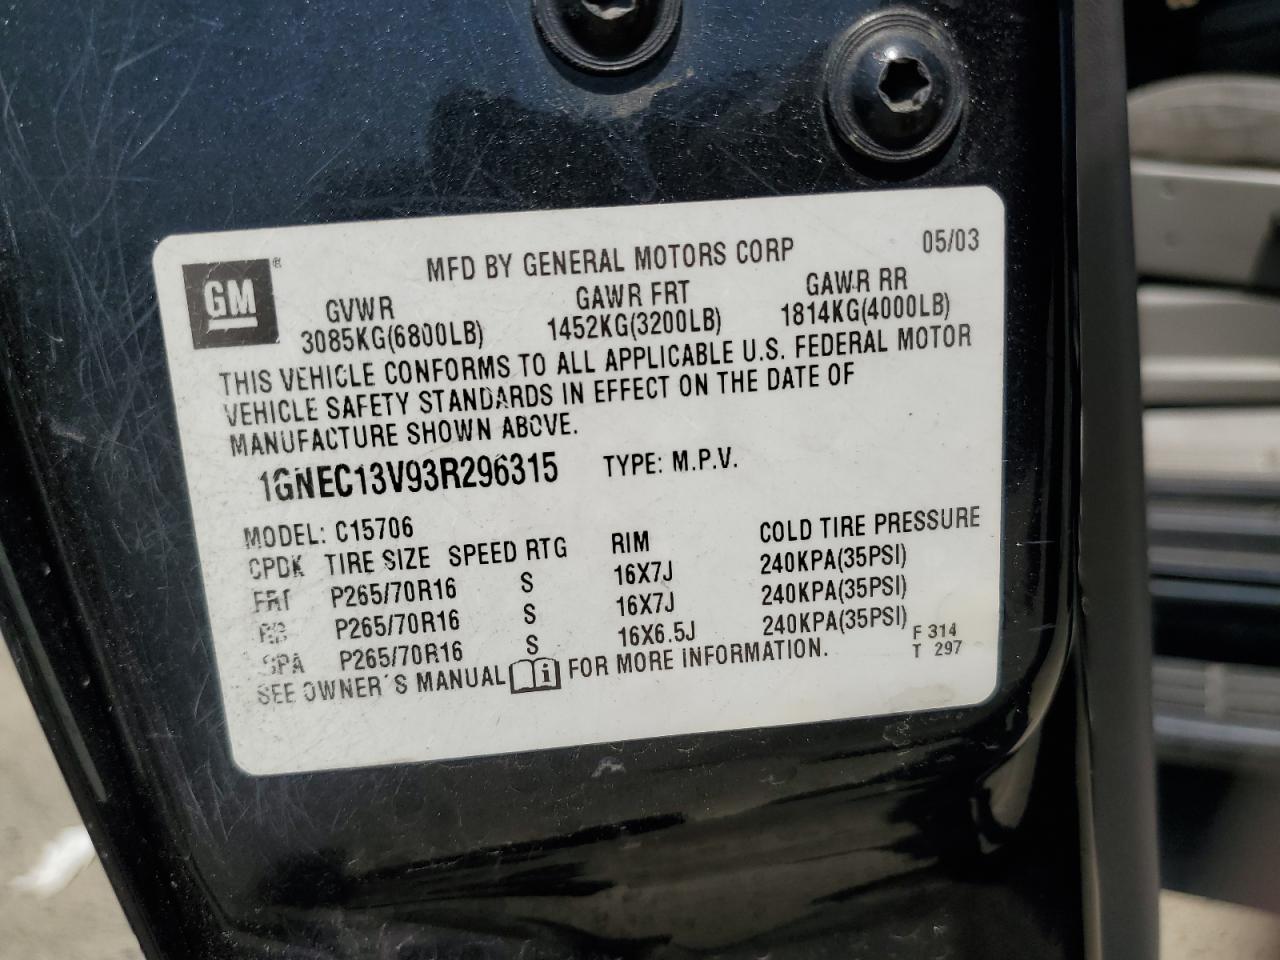 GM ®
MFD BY GENERAL MOTORS CORP 05/03
GVWR GAWR FRT GAWR RR
3085KG(6800LB) 1452KG(3200LB) 1814KG(4000LB)
THIS VEHICLE CONFORMS TO ALL APPLICABLE U.S. FEDERAL MOTOR
VEHICLE SAFETY STANDARDS IN EFFECT ON THE DATE OF
MANUFACTURE SHOWN ABOVE.
1GNEC13V93R296315 TYPE: M.P.V.
MODEL: C15706
TIRE SIZE SPEED RTG RIM COLD TIRE PRESSURE
FRT P265/70R16 S 16X7J 240KPA(35PSI)
RR P265/70R16 S 16X7J 240KPA(35PSI)
SPA P265/70R16 S 16X6.5J 240KPA(35PSI)
SEE OWNER'S MANUAL i FOR MORE INFORMATION.
F 314
T 297